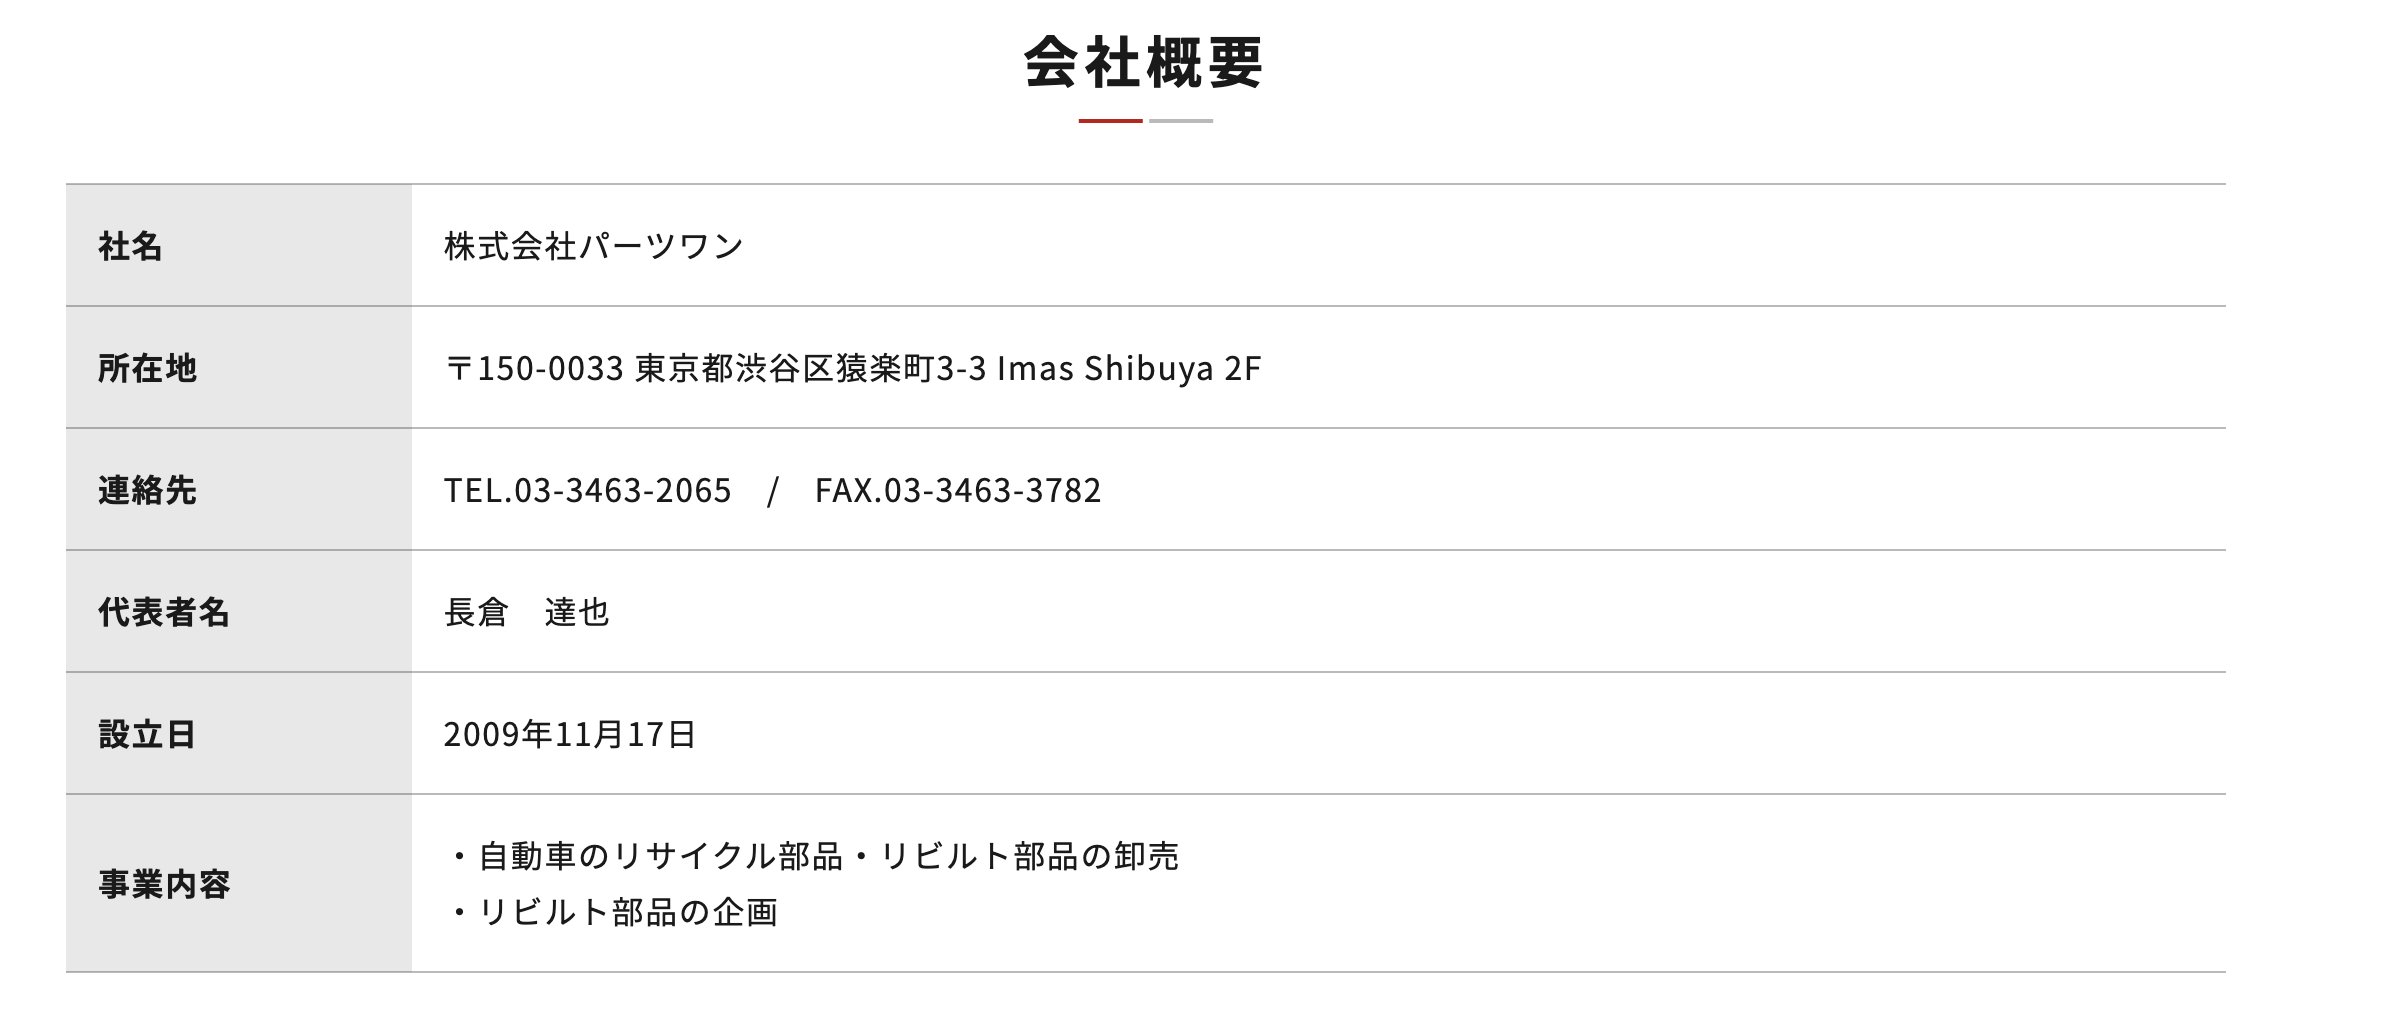 会社概要
社名 株式会社パーツワン
所在地 〒150-0033 東京都渋谷区猿楽町3-3 Imas Shibuya 2F
連絡先 TEL.03-3463-2065　/　FAX.03-3463-3782
代表者名 長倉　達也
設立日 2009年11月17日
事業内容 ・自動車のリサイクル部品・リビルト部品の卸売
・リビルト部品の企画